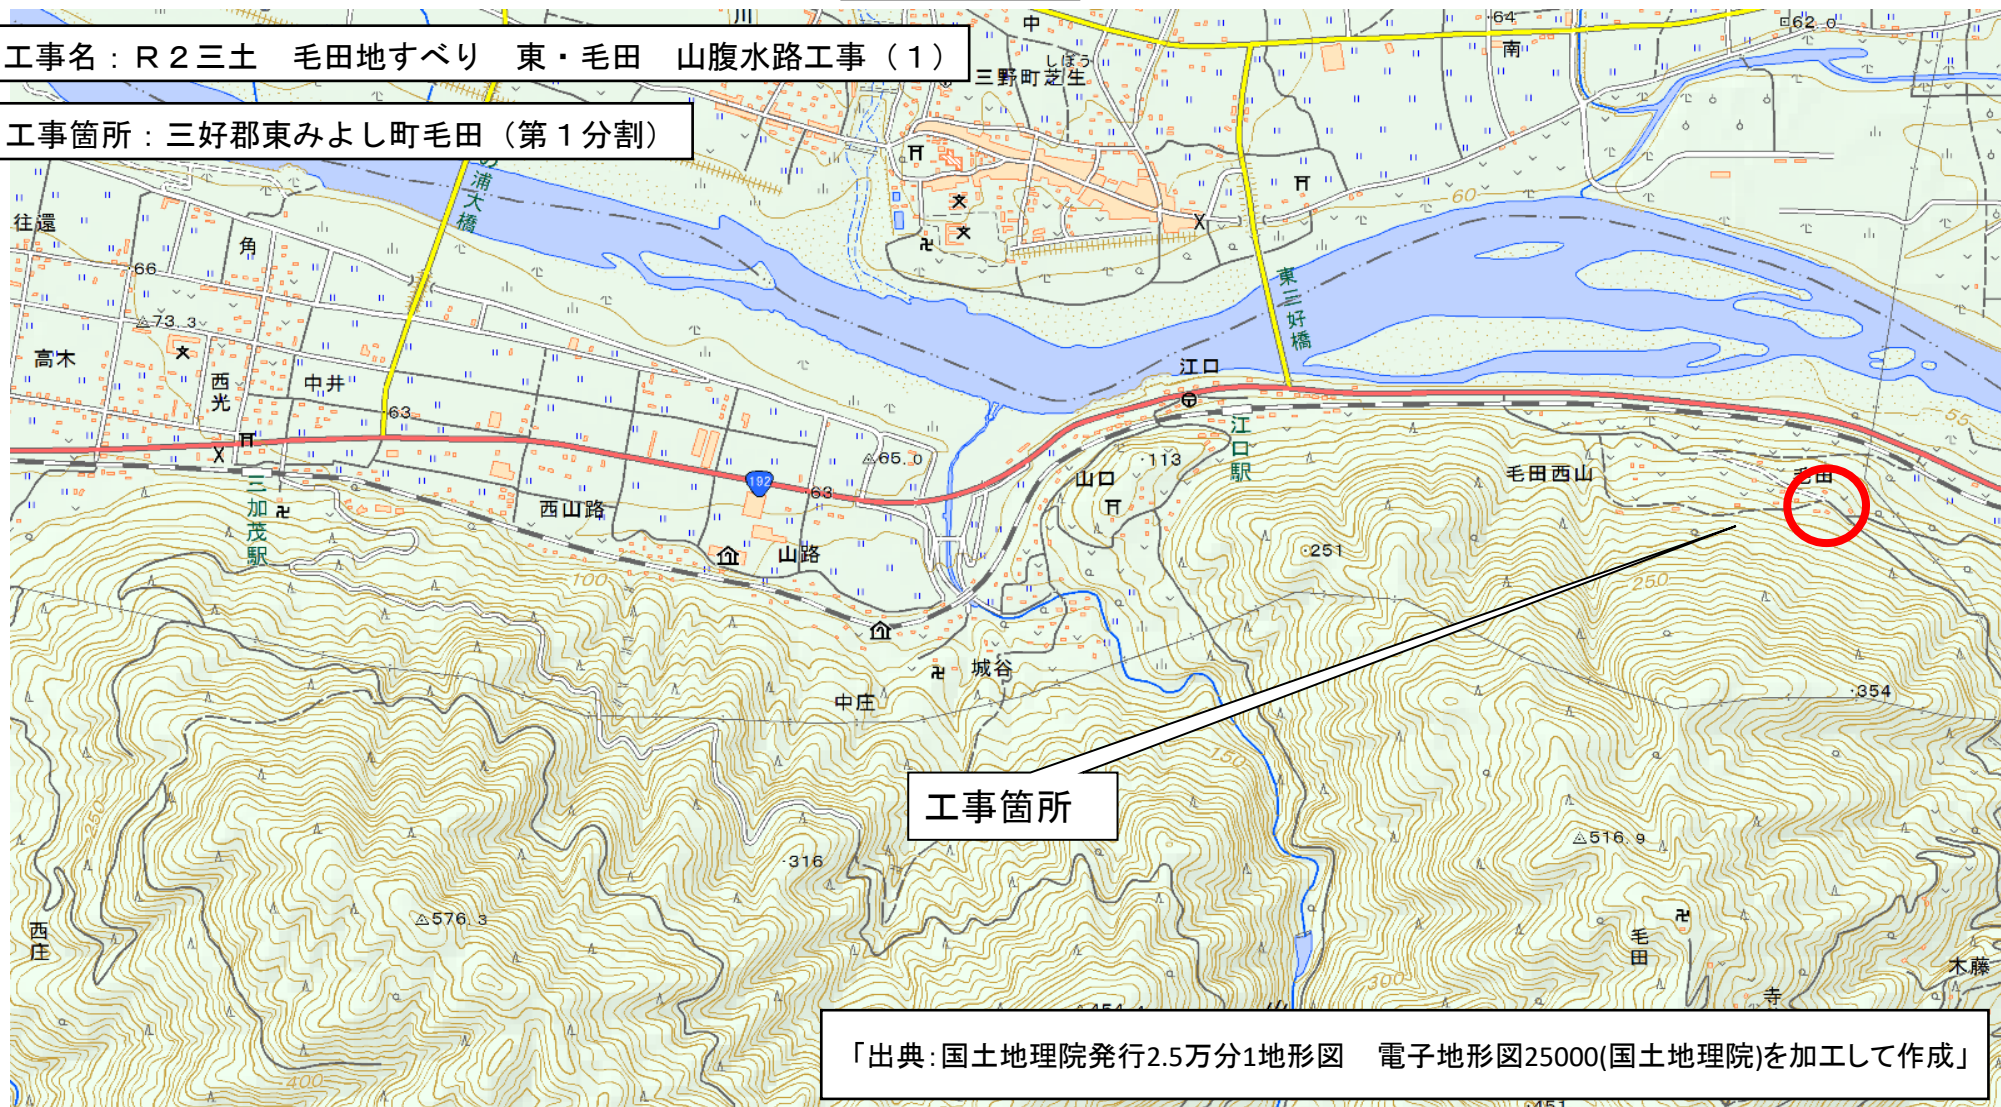 工事名：Ｒ２三土　毛田地すべり　東・毛田　山腹水路工事（１）
工事箇所：三好郡東みよし町毛田（第１分割）
川
中
64
62.0
南
しぼう
三野町芝生
の浦大橋
60
往還
角
66
73.3
高木
西光
中井
63
東三好橋
江口
江口駅
55
65.0
113
山口
毛田西山
毛田
192
63
西山路
三加茂駅
山路
100
251
250
城谷
中庄
354
150
工事箇所
250
316
516.9
576.3
西庄
毛田
木藤
寺
300
400
「出典：国土地理院発行2.5万分1地形図　電子地形図25000(国土地理院)を加工して作成」